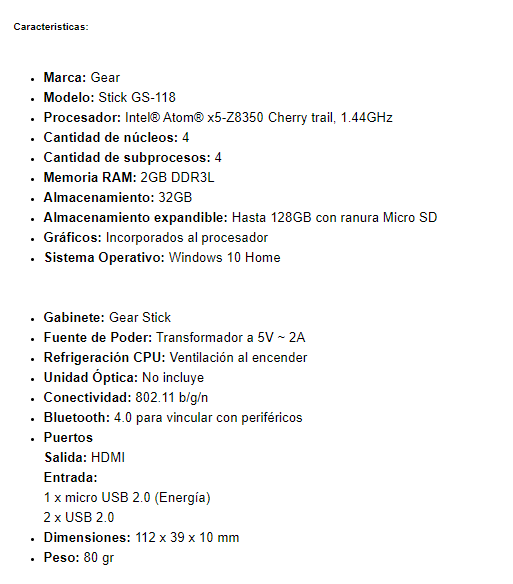 Caracteristicas:
• Marca: Gear
• Modelo: Stick GS-118
• Procesador: Intel® Atom® x5-Z8350 Cherry trail, 1.44GHz
• Cantidad de núcleos: 4
• Cantidad de subprocesos: 4
• Memoria RAM: 2GB DDR3L
• Almacenamiento: 32GB
• Almacenamiento expandible: Hasta 128GB con ranura Micro SD
• Gráficos: Incorporados al procesador
• Sistema Operativo: Windows 10 Home
• Gabinete: Gear Stick
• Fuente de Poder: Transformador a 5V ~ 2A
• Refrigeración CPU: Ventilación al encender
• Unidad Óptica: No incluye
• Conectividad: 802.11 b/g/n
• Bluetooth: 4.0 para vincular con periféricos
• Puertos
Salida: HDMI
Entrada:
1 x micro USB 2.0 (Energía)
2 x USB 2.0
• Dimensiones: 112 x 39 x 10 mm
• Peso: 80 gr